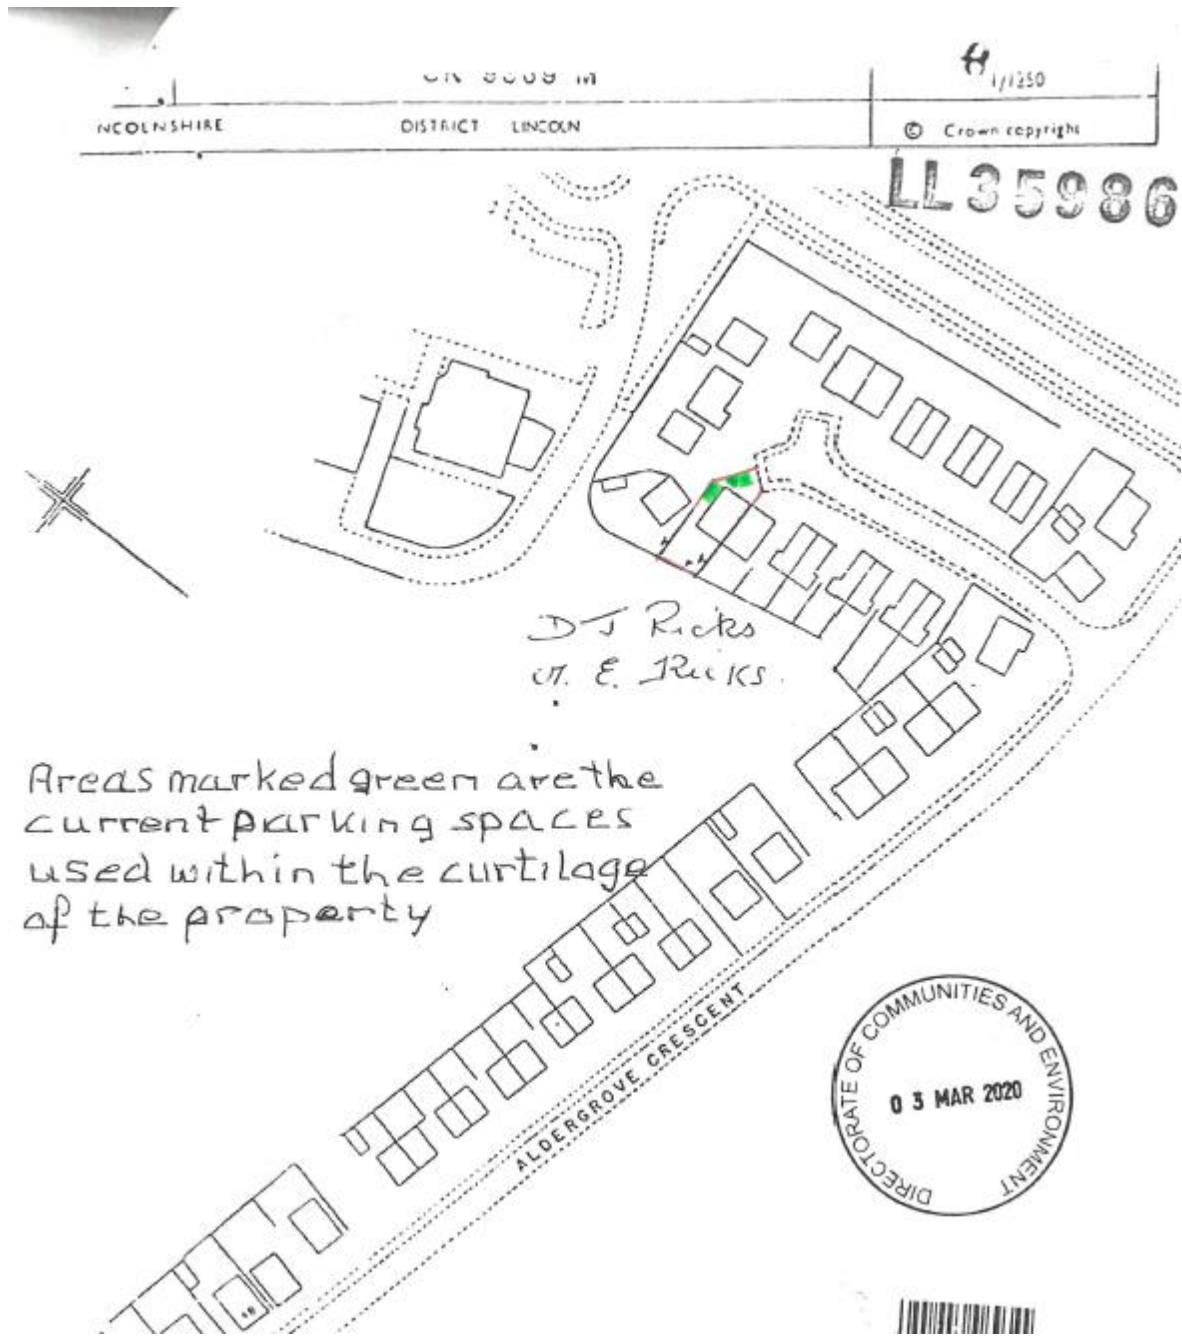 1/1250
NCOLNSHIRE DISTRICT LINCOLN © Crown copyright
LL35986
D J Ricks
E. Ricks.
Areas marked green are the
current parking spaces
used within the curtilage
of the property
ALDERGROVE CRESCENT
DIRECTORATE OF COMMUNITIES AND ENVIRONMENT
03 MAR 2020